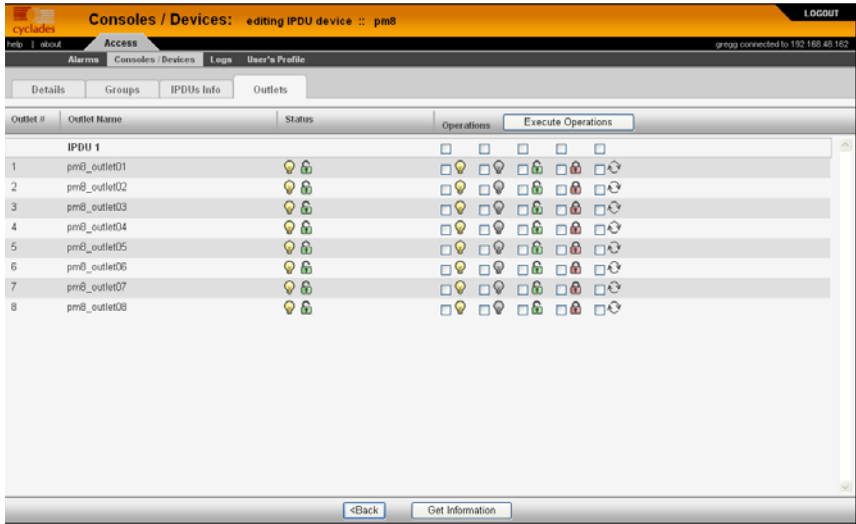 cyclades
Consoles / Devices: editing IPDU device :: pm8
LOGOUT
help | about
Access
gregg connected to 192.168.48.162
Alarms Consoles / Devices Logs User's Profile
Details Groups IPDUs Info Outlets
Outlet # Outlet Name Status Operations Execute Operations
IPDU 1
1 pm8_outlet01
2 pm8_outlet02
3 pm8_outlet03
4 pm8_outlet04
5 pm8_outlet05
6 pm8_outlet06
7 pm8_outlet07
8 pm8_outlet08
<Back Get Information